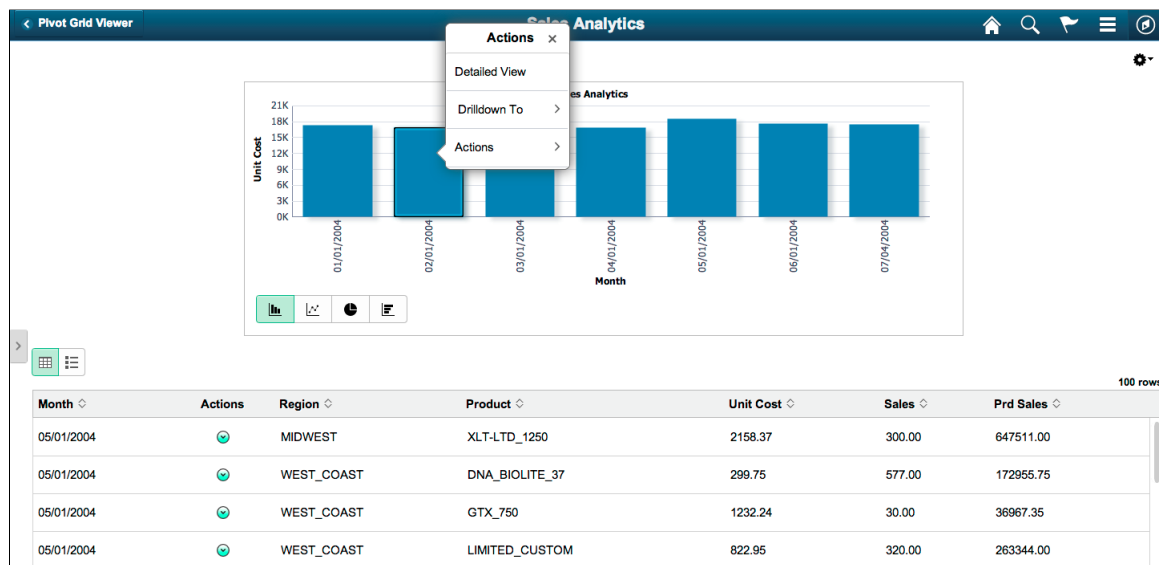 Pivot Grid Viewer
Sales Analytics
Actions ×
Detailed View
Drilldown To
Actions
es Analytics
21K
18K
15K
12K
9K
6K
3K
0K
Unit Cost
01/01/2004
02/01/2004
03/01/2004
04/01/2004
05/01/2004
06/01/2004
07/04/2004
Month
100 rows
Month Actions Region Product Unit Cost Sales Prd Sales
05/01/2004 MIDWEST XLT-LTD_1250 2158.37 300.00 647511.00
05/01/2004 WEST_COAST DNA_BIOLITE_37 299.75 577.00 172955.75
05/01/2004 WEST_COAST GTX_750 1232.24 30.00 36967.35
05/01/2004 WEST_COAST LIMITED_CUSTOM 822.95 320.00 263344.00